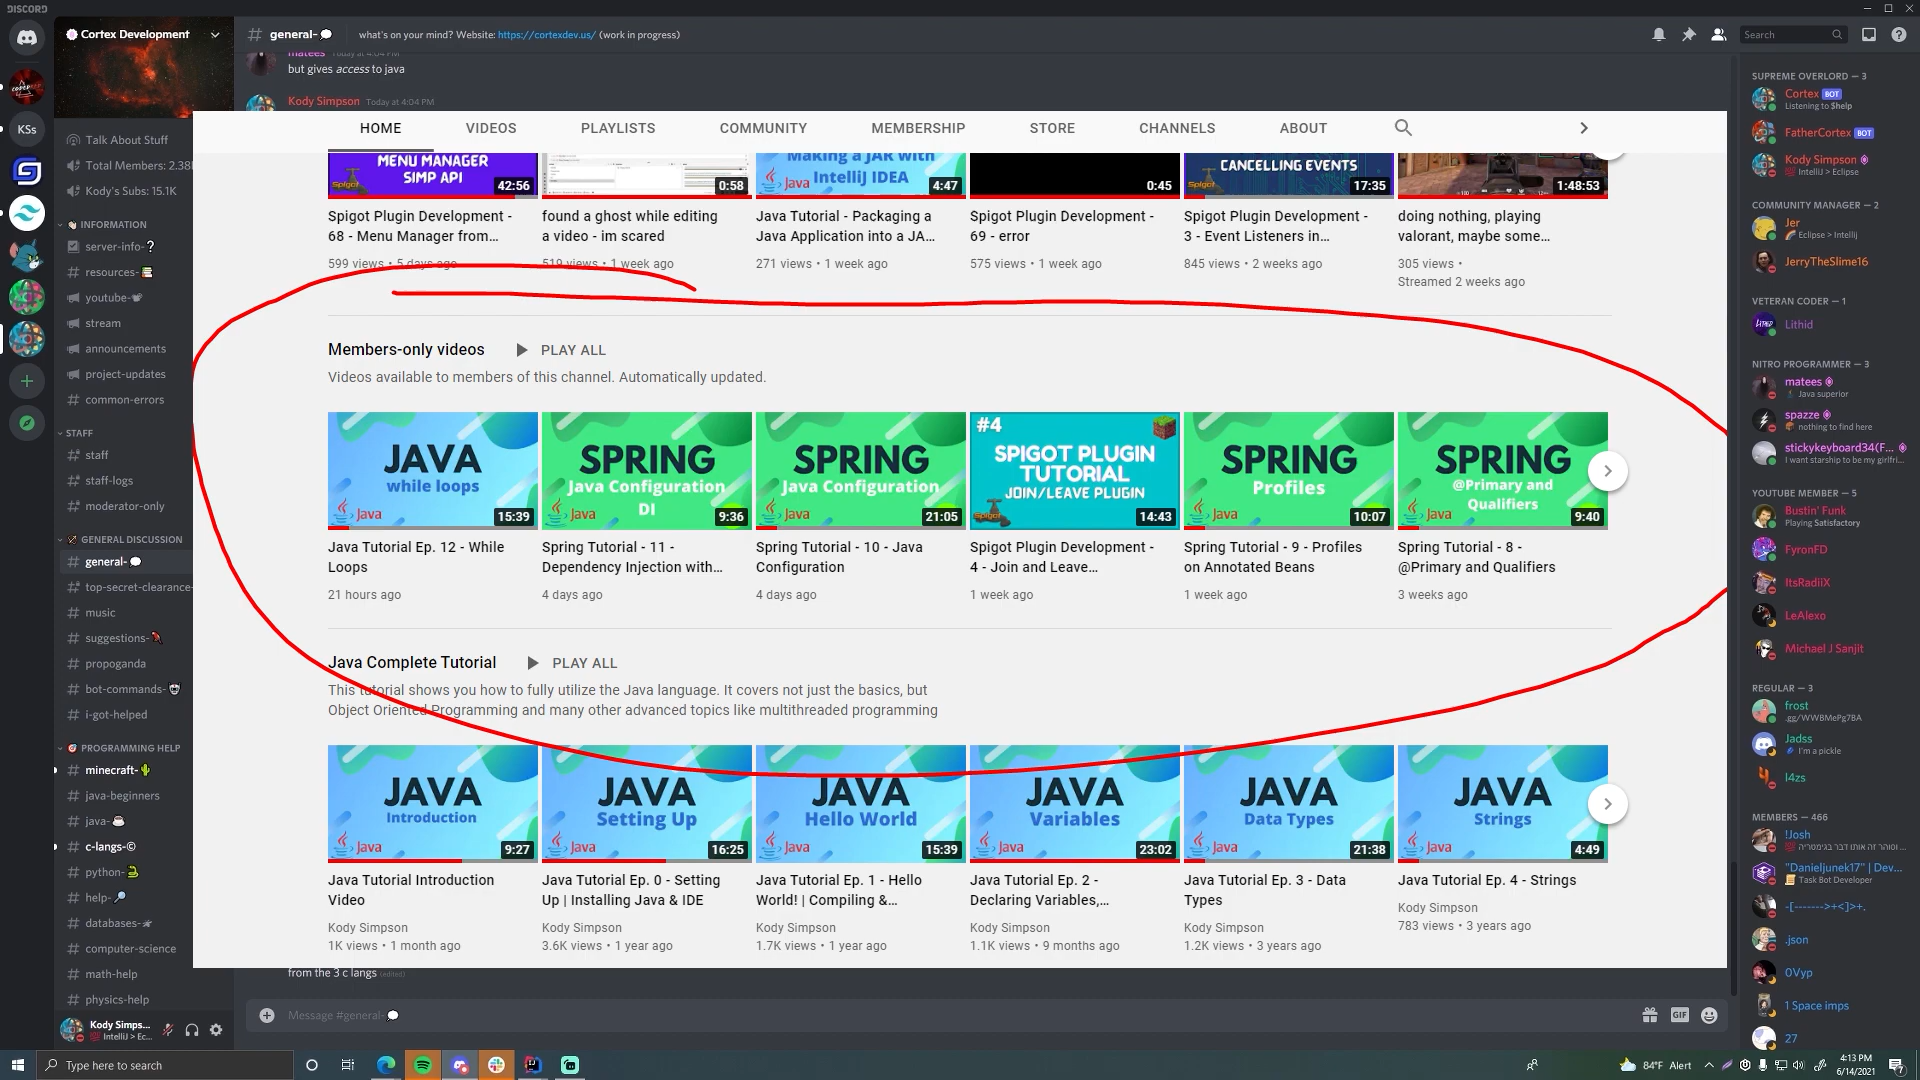 DISCORD
Cortex Development
KSs
Talk About Stuff
Total Members: 2.38
Kody's Subs: 15.1K
INFORMATION
server-info-❓
resources-
youtube-
stream
announcements
project-updates
common-errors
STAFF
staff
staff-logs
moderator-only
GENERAL DISCUSSION
general-
top-secret-clearance-
music
suggestions-
propoganda
bot-commands-
i-got-helped
PROGRAMMING HELP
minecraft-
java-beginners
java-
c-langs-©
python-
help-
databases-
computer-science
math-help
physics-help
Kody Simps...
💯 IntelliJ > Ec...
# general-💬 what's on your mind? Website: https://cortexdev.us/ (work in progress)
Search
matees Today at 4:04 PM
but gives access to java
Kody Simpson Today at 4:04 PM
HOME VIDEOS PLAYLISTS COMMUNITY MEMBERSHIP STORE CHANNELS ABOUT
MENU MANAGER
SIMP API
Spigot
42:56
0:58
Making a JAR with
IntelliJ IDEA
Java
4:47
0:45
CANCELLING EVENTS
Spigot
17:35
1:48:53
Spigot Plugin Development -
68 - Menu Manager from...
599 views • 5 days ago
found a ghost while editing
a video - im scared
519 views • 1 week ago
Java Tutorial - Packaging a
Java Application into a JA...
271 views • 1 week ago
Spigot Plugin Development -
69 - error
575 views • 1 week ago
Spigot Plugin Development -
3 - Event Listeners in...
845 views • 2 weeks ago
doing nothing, playing
valorant, maybe some...
305 views •
Streamed 2 weeks ago
Members-only videos PLAY ALL
Videos available to members of this channel. Automatically updated.
JAVA
while loops
Java
15:39
SPRING
Java Configuration
DI
Java
9:36
SPRING
Java Configuration
Java
21:05
#4
SPIGOT PLUGIN
TUTORIAL
JOIN/LEAVE PLUGIN
Spigot
14:43
SPRING
Profiles
Java
10:07
SPRING
@Primary and
Qualifiers
Java
9:40
Java Tutorial Ep. 12 - While
Loops
21 hours ago
Spring Tutorial - 11 -
Dependency Injection with...
4 days ago
Spring Tutorial - 10 - Java
Configuration
4 days ago
Spigot Plugin Development -
4 - Join and Leave...
1 week ago
Spring Tutorial - 9 - Profiles
on Annotated Beans
1 week ago
Spring Tutorial - 8 -
@Primary and Qualifiers
3 weeks ago
Java Complete Tutorial PLAY ALL
This tutorial shows you how to fully utilize the Java language. It covers not just the basics, but
Object Oriented Programming and many other advanced topics like multithreaded programming
JAVA
Introduction
Java
9:27
JAVA
Setting Up
Java
16:25
JAVA
Hello World
Java
15:39
JAVA
Variables
Java
23:02
JAVA
Data Types
Java
21:38
JAVA
Strings
Java
4:49
Java Tutorial Introduction
Video
Kody Simpson
1K views • 1 month ago
Java Tutorial Ep. 0 - Setting
Up | Installing Java & IDE
Kody Simpson
3.6K views • 1 year ago
Java Tutorial Ep. 1 - Hello
World! | Compiling &...
Kody Simpson
1.7K views • 1 year ago
Java Tutorial Ep. 2 -
Declaring Variables,...
Kody Simpson
1.1K views • 9 months ago
Java Tutorial Ep. 3 - Data
Types
Kody Simpson
1.2K views • 3 years ago
Java Tutorial Ep. 4 - Strings
Kody Simpson
783 views • 3 years ago
from the 3 c langs (edited)
Message #general-💬
GIF
SUPREME OVERLORD — 3
Cortex BOT
Listening to $help
FatherCortex BOT
Kody Simpson
💯 IntelliJ > Eclipse
COMMUNITY MANAGER — 2
Jer
Eclipse > Intellij
JerryTheSlime16
VETERAN CODER — 1
Lithid
NITRO PROGRAMMER — 3
matees
Java superior
spazze
nothing to find here
stickykeyboard34(F...
I want starship to be my girlfri...
YOUTUBE MEMBER — 5
Bustin' Funk
Playing Satisfactory
FyronFD
ItsRadiiX
LeAlexo
Michael J Sanjit
REGULAR — 3
frost
.gg/WWBMePg7BA
Jadss
I'm a pickle
l4zs
MEMBERS — 466
!Josh
"Danieljunek17" | Dev...
Task Bot Developer
-[------->+<]>+.
.json
0Vyp
1 Space imps
27
Type here to search
84°F Alert
4:13 PM
6/14/2021
7